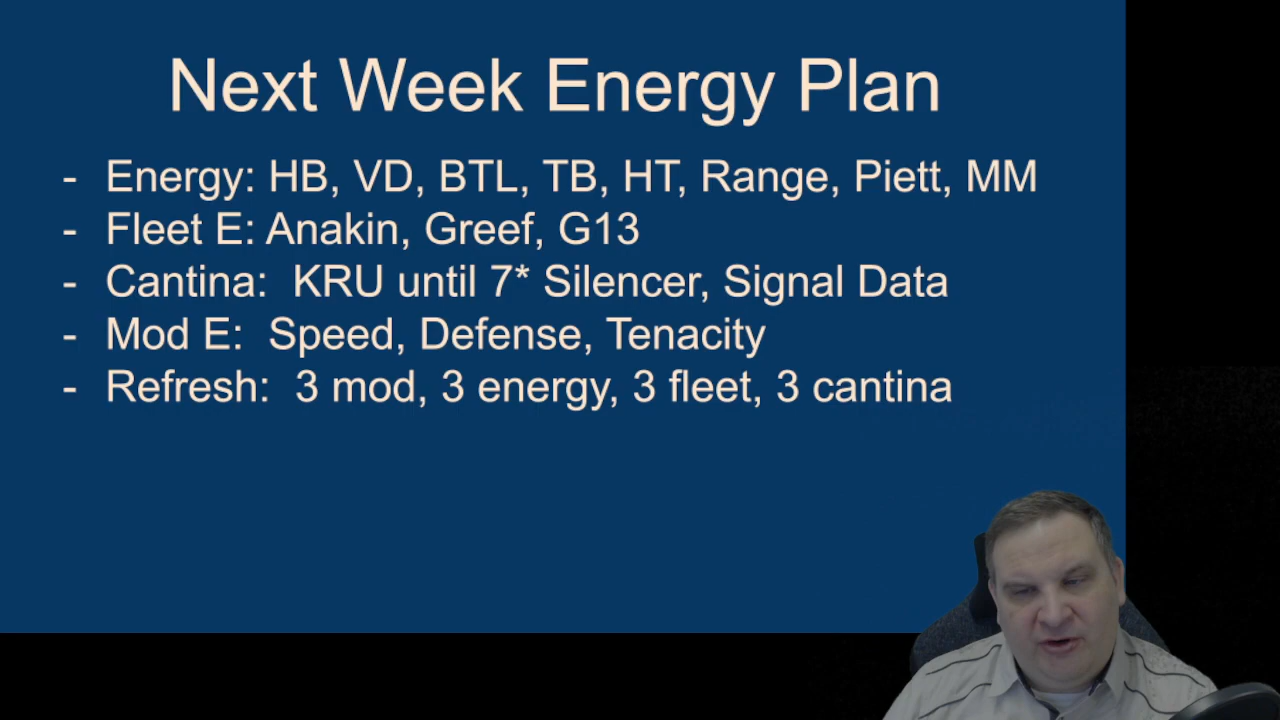 Next Week Energy Plan
- Energy: HB, VD, BTL, TB, HT, Range, Piett, MM
- Fleet E: Anakin, Greef, G13
- Cantina:  KRU until 7* Silencer, Signal Data
- Mod E:  Speed, Defense, Tenacity
- Refresh:  3 mod, 3 energy, 3 fleet, 3 cantina